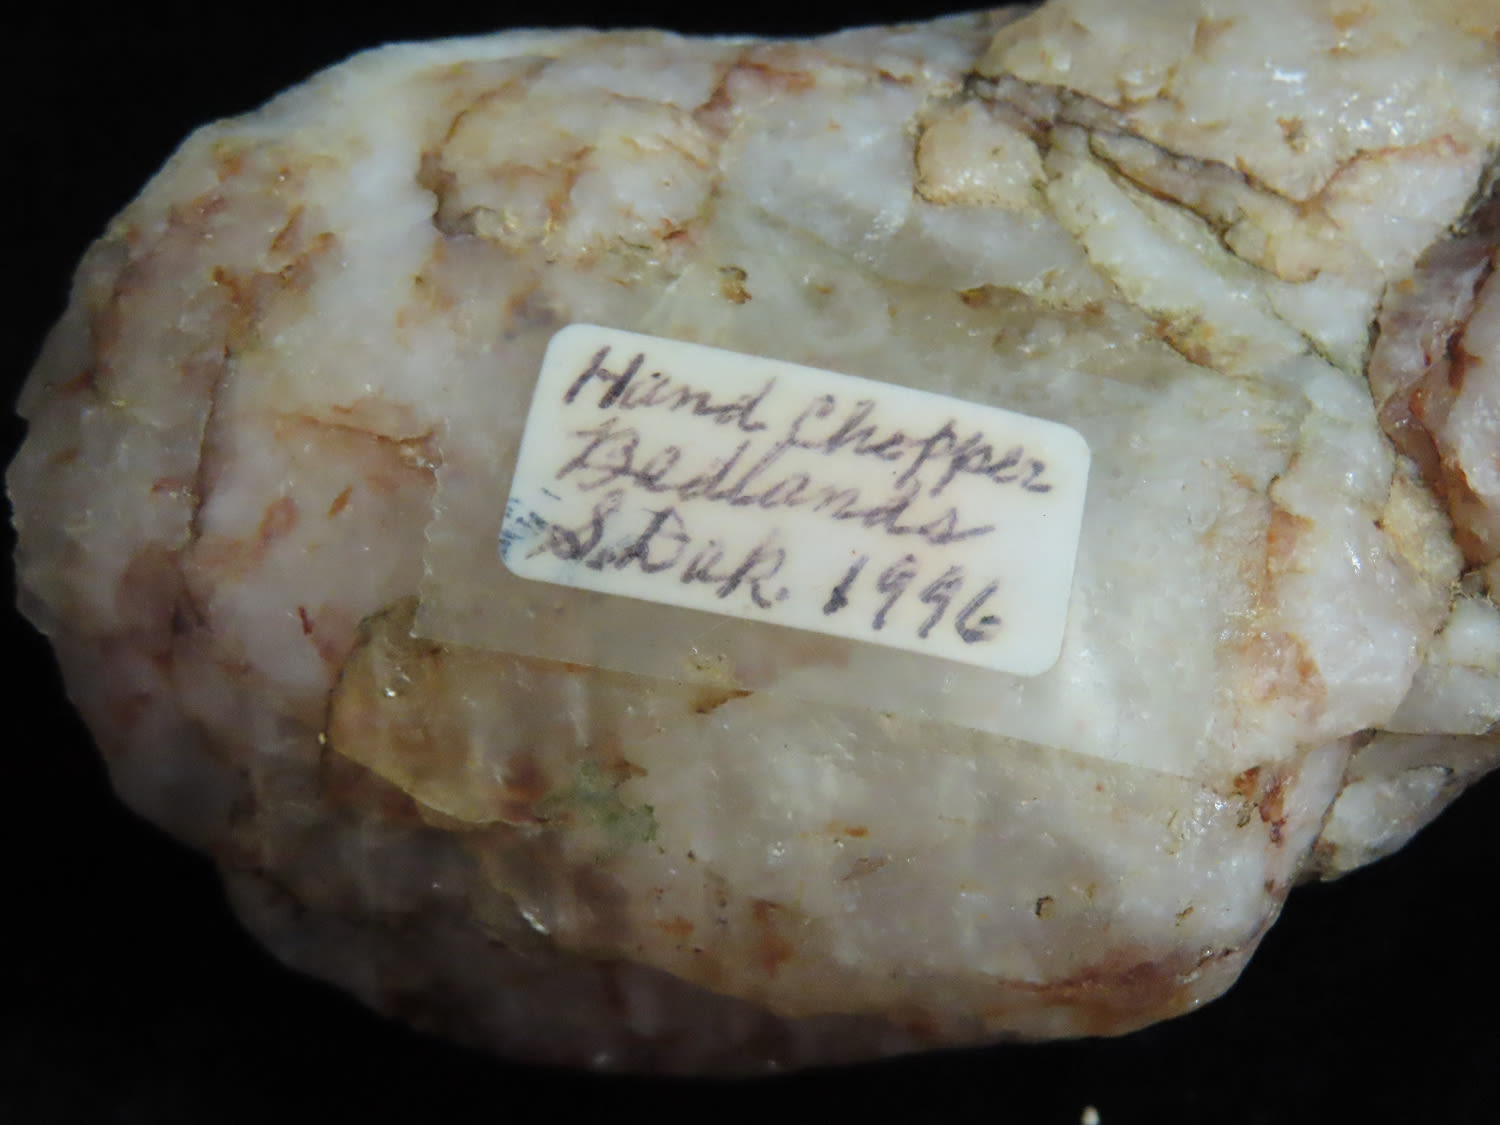 Hand Chopper
Badlands
S. Dak. 1996